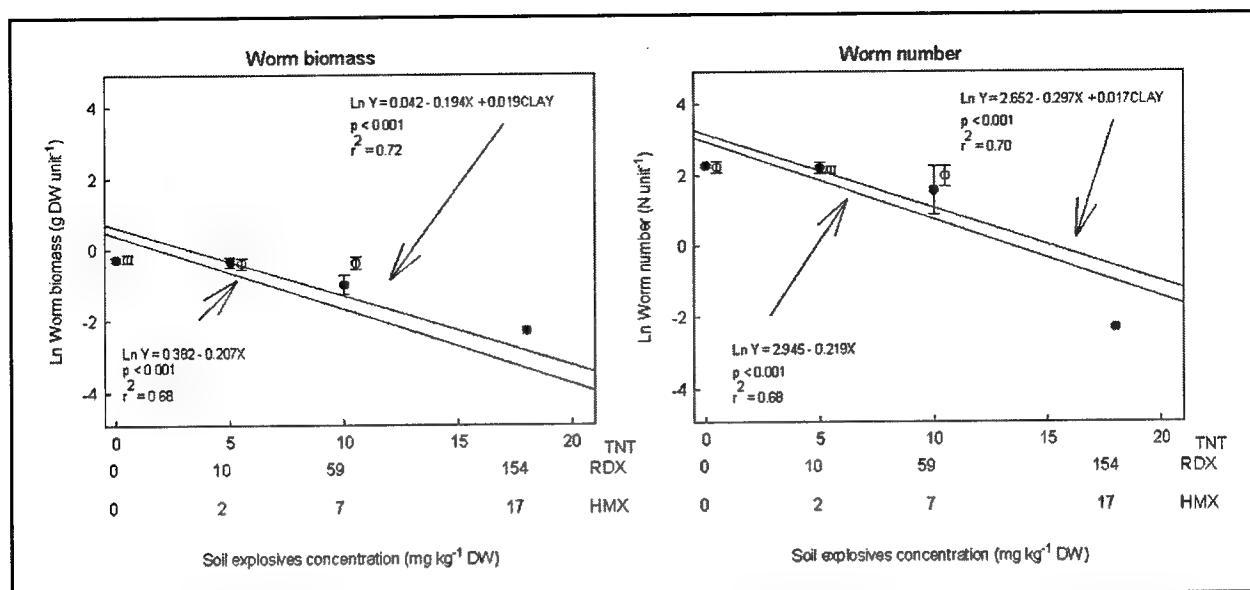 Worm biomass
Ln Y = 0.042 - 0.194X + 0.019CLAY
p < 0.001
r² = 0.72
Ln Worm biomass (g DW unit⁻¹)
4
2
0
-2
-4
Ln Y = 0.382 - 0.207X
p < 0.001
r² = 0.68
0 5 10 15 20 TNT
0 10 59 154 RDX
0 2 7 17 HMX
Soil explosives concentration (mg kg⁻¹ DW)
Worm number
Ln Y = 2.652 - 0.297X + 0.017CLAY
p < 0.001
r² = 0.70
Ln Worm number (N unit⁻¹)
4
2
0
-2
-4
Ln Y = 2.945 - 0.219X
p < 0.001
r² = 0.68
0 5 10 15 20 TNT
0 10 59 154 RDX
0 2 7 17 HMX
Soil explosives concentration (mg kg⁻¹ DW)